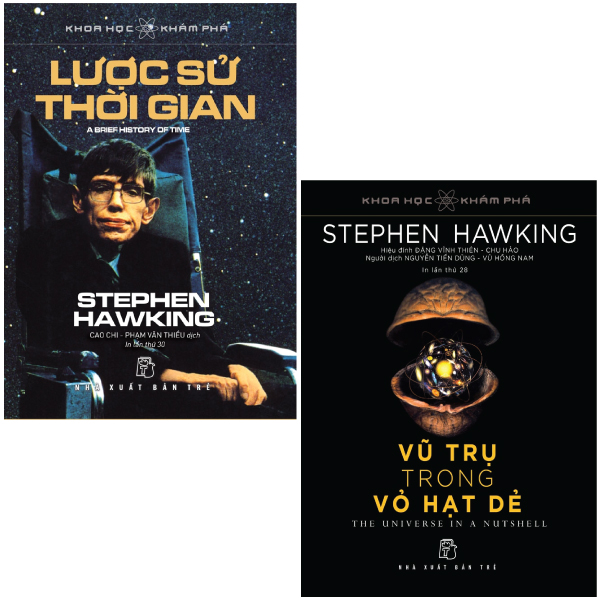 KHOA HỌC KHÁM PHÁ
LƯỢC SỬ
THỜI GIAN
A BRIEF HISTORY OF TIME
STEPHEN
HAWKING
CAO CHI - PHẠM VĂN THIỀU dịch
In lần thứ 30
NHÀ XUẤT BẢN TRẺ
KHOA HỌC KHÁM PHÁ
STEPHEN HAWKING
Hiệu đính ĐẶNG VĨNH THIÊN - CHU HẢO
Người dịch NGUYỄN TIẾN DŨNG - VŨ HỒNG NAM
In lần thứ 28
VŨ TRỤ
TRONG
VỎ HẠT DẺ
THE UNIVERSE IN A NUTSHELL
NHÀ XUẤT BẢN TRẺ